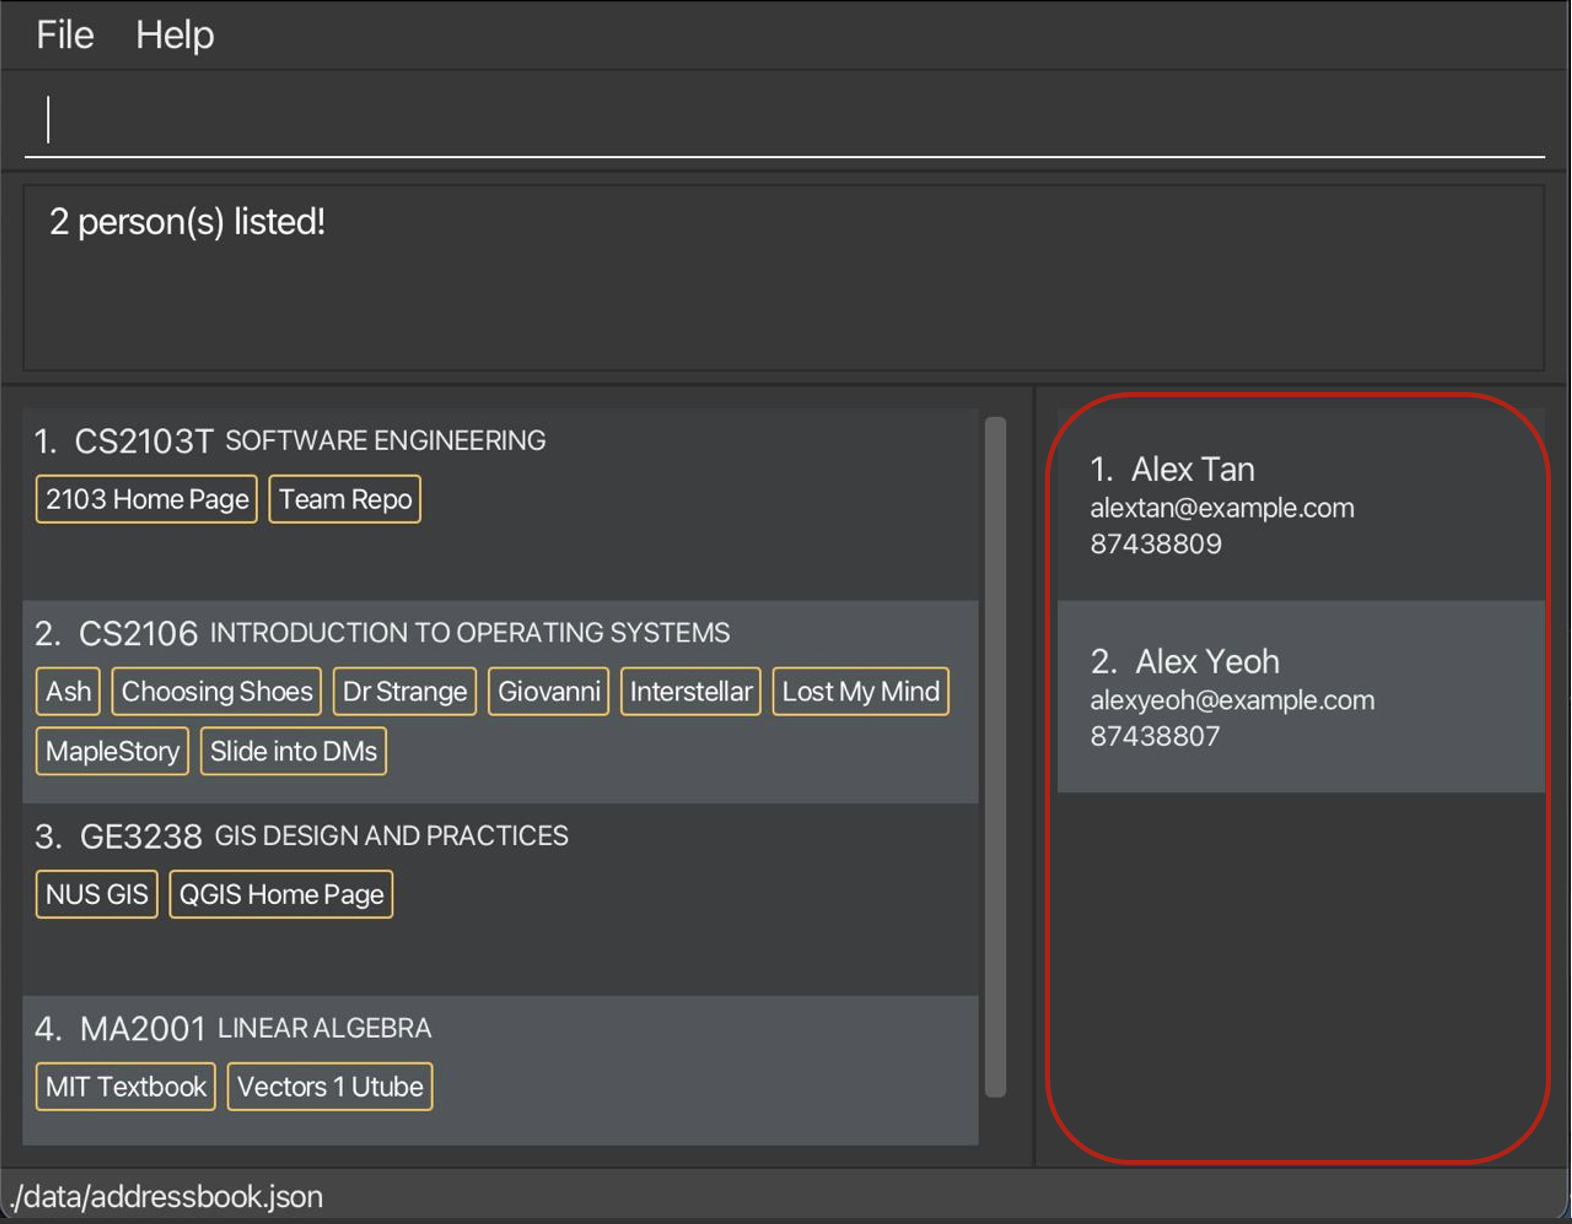 File Help
2 person(s) listed!
1. CS2103T SOFTWARE ENGINEERING
2103 Home Page Team Repo
2. CS2106 INTRODUCTION TO OPERATING SYSTEMS
Ash Choosing Shoes Dr Strange Giovanni Interstellar Lost My Mind
MapleStory Slide into DMs
3. GE3238 GIS DESIGN AND PRACTICES
NUS GIS QGIS Home Page
4. MA2001 LINEAR ALGEBRA
MIT Textbook Vectors 1 Utube
1. Alex Tan
alextan@example.com
87438809
2. Alex Yeoh
alexyeoh@example.com
87438807
./data/addressbook.json